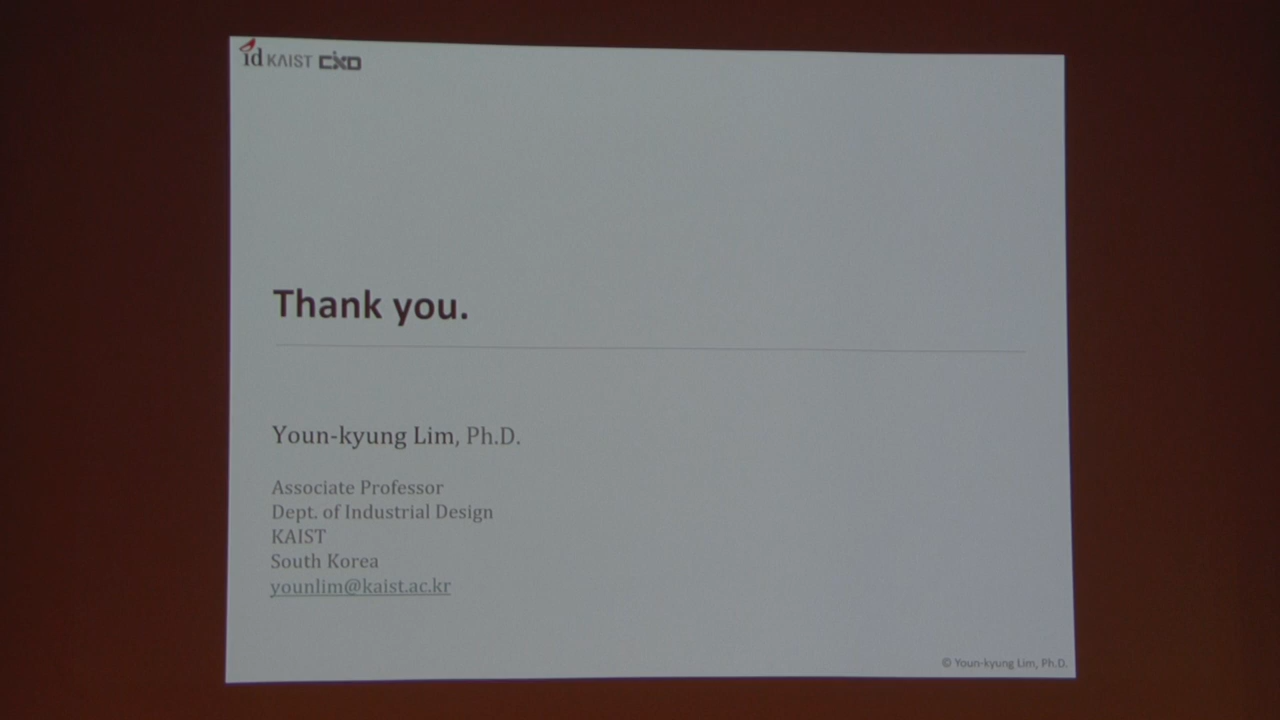 id KAIST CIXD
Thank you.
Youn-kyung Lim, Ph.D.
Associate Professor
Dept. of Industrial Design
KAIST
South Korea
younlim@kaist.ac.kr
© Youn-kyung Lim, Ph.D.